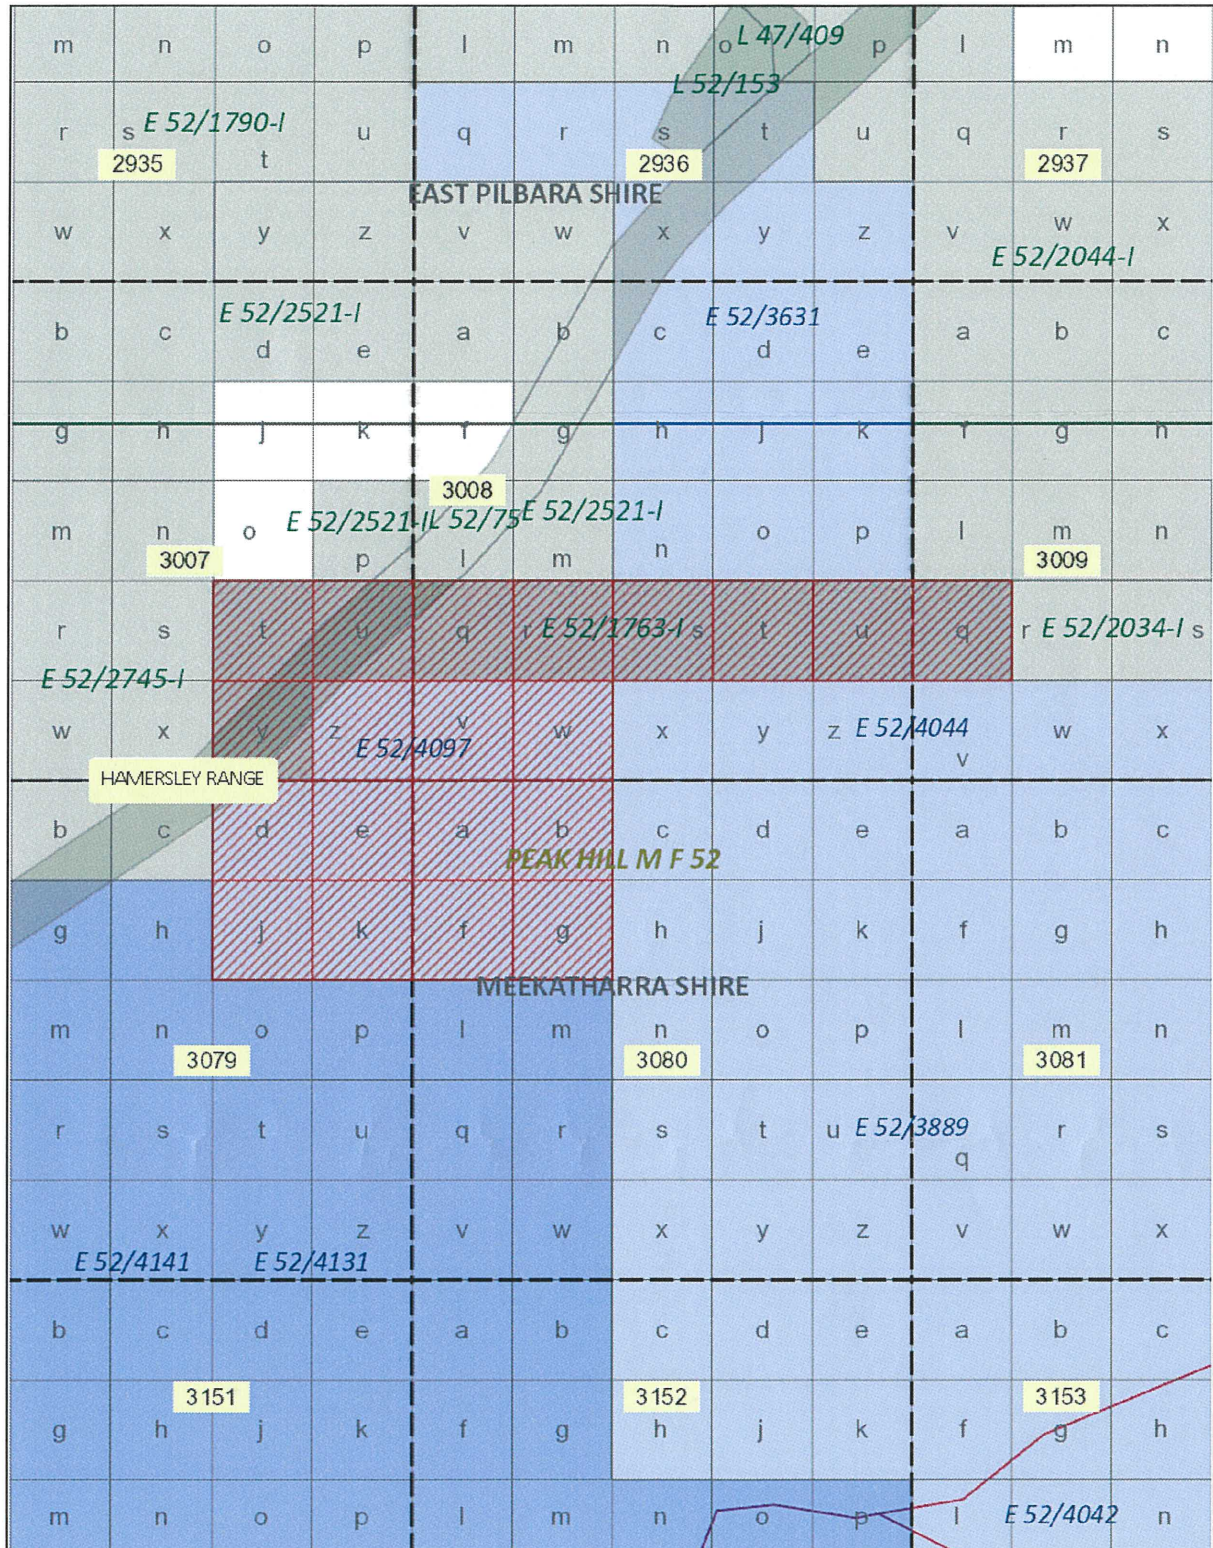 m n o p l m n o L 47/409 p l m n
L 52/153
r s E 52/1790-I t u q r s t u q r s
2935 2936 2937
EAST PILBARA SHIRE
w x y z v w x y z v w x
E 52/2044-I
E 52/2521-I E 52/3631
b c d e a b c d e a b c
g h j k f g h j k f g h
3008
m n o E 52/2521-I L 52/75 E 52/2521-I o p l m n
p l m n
3007 3009
r s t u q r E 52/1763-I s t u q r E 52/2034-I s
E 52/2745-I
w x y z v w x y z E 52/4044 w x
E 52/4097 v
HAMERSLEY RANGE
b c d e a b c d e a b c
PEAK HILL M F 52
g h j k f g h j k f g h
MEEKATHARRA SHIRE
m n o p l m n o p l m n
3079 3080 3081
r s t u q r s t u E 52/3889 r s
q
w x y z v w x y z v w x
E 52/4141 E 52/4131
b c d e a b c d e a b c
3151 3152 3153
g h j k f g h j k f g h
m n o p l m n o p l E 52/4042 n